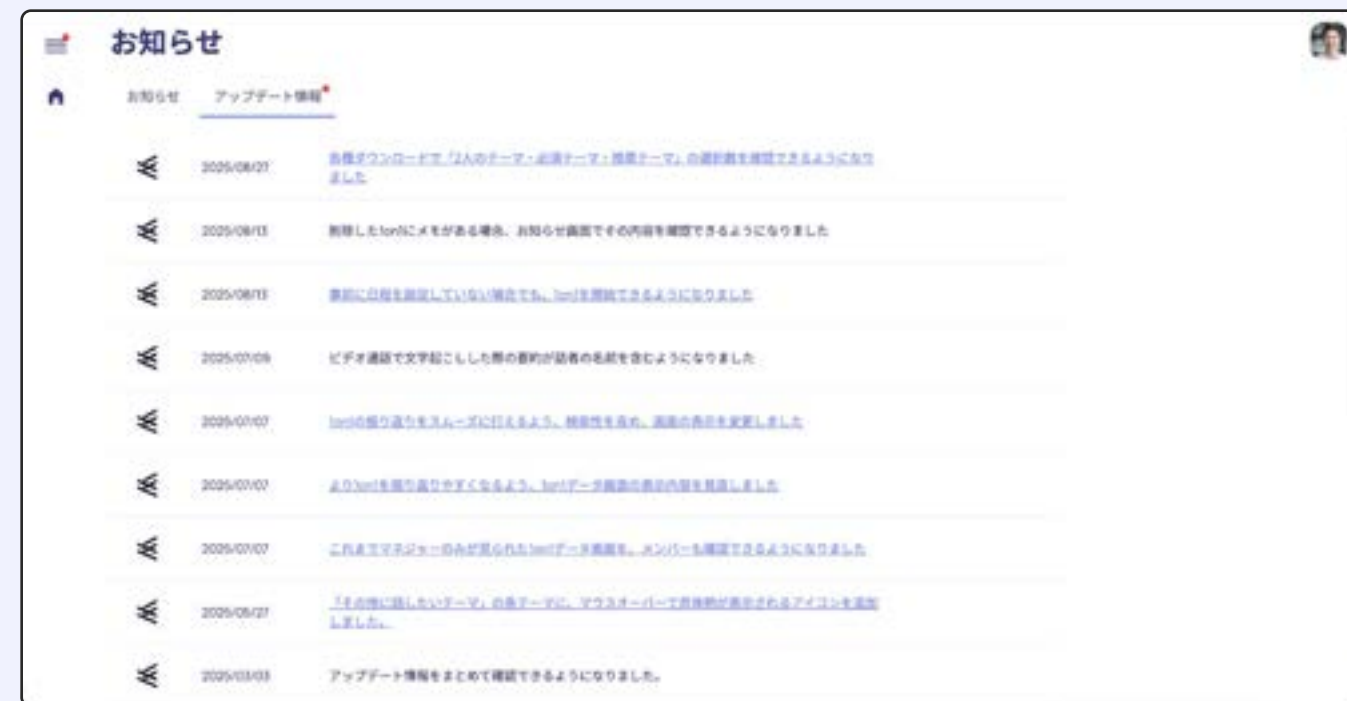 お知らせ
お知らせ
アップデート情報
2025/08/27
各種ダウンロードで「2人のテーマ・必須テーマ・推奨テーマ」の選択数を確認できるようになり
ました
2025/08/13
削除した1on1にメモがある場合、お知らせ画面でその内容を確認できるようになりました
2025/08/13
事前に日程を設定していない場合でも、1on1を開始できるようになりました
2025/07/09
ビデオ通話で文字起こしした際の要約が話者の名前を含むようになりました
2025/07/07
1on1の振り返りをスムーズに行えるよう、視認性を高め、画面の表示を変更しました
2025/07/07
より1on1を振り返りやすくなるよう、1on1データ画面の表示内容を見直しました
2025/07/07
これまでマネジャーのみが見られた1on1データ画面を、メンバーも確認できるようになりました
2025/05/27
「その他に話したいテーマ」の各テーマに、マウスオーバーで具体例が表示されるアイコンを追加
しました。
2025/03/03
アップデート情報をまとめて確認できるようになりました。